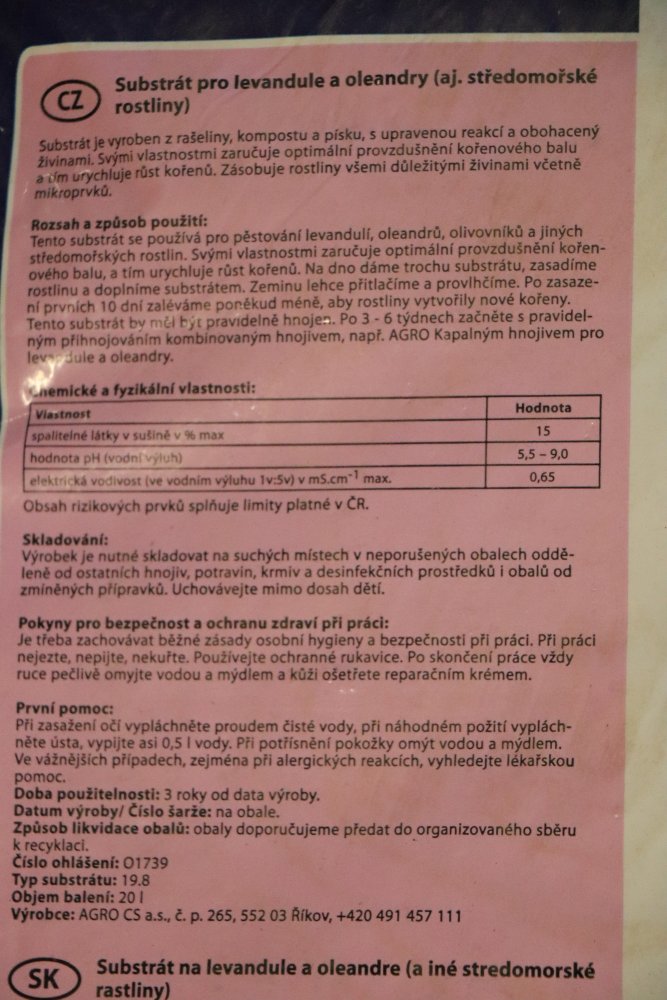 CZ
Substrát pro levandule a oleandry (aj. středomořské
rostliny)
Substrát je vyroben z rašeliny, kompostu a písku, s upravenou reakcí a obohacený
živinami. Svými vlastnostmi zaručuje optimální provzdušnění kořenového balu
a tím urychluje růst kořenů. Zásobuje rostliny všemi důležitými živinami včetně
mikroprvků.
Rozsah a způsob použití:
Tento substrát se používá pro pěstování levandulí, oleandrů, olivovníků a jiných
středomořských rostlin. Svými vlastnostmi zaručuje optimální provzdušnění kořen-
ového balu, a tím urychluje růst kořenů. Na dno dáme trochu substrátu, zasadíme
rostlinu a doplníme substrátem. Zeminu lehce přitlačíme a provlhčíme. Po zasaze-
ní prvních 10 dní zaléváme poněkud méně, aby rostliny vytvořily nové kořeny.
Tento substrát by měl být pravidelně hnojen. Po 3 - 6 týdnech začněte s pravidel-
ným přihnojováním kombinovaným hnojivem, např. AGRO Kapalným hnojivem pro
levandule a oleandry.
Chemické a fyzikální vlastnosti:
Vlastnost Hodnota
spalitelné látky v sušině v % max 15
hodnota pH (vodní výluh) 5,5 – 9,0
elektrická vodivost (ve vodním výluhu 1v:5v) v mS.cm⁻¹ max. 0,65
Obsah rizikových prvků splňuje limity platné v ČR.
Skladování:
Výrobek je nutné skladovat na suchých místech v neporušených obalech oddě-
leně od ostatních hnojiv, potravin, krmiv a desinfekčních prostředků i obalů od
zmíněných přípravků. Uchovávejte mimo dosah dětí.
Pokyny pro bezpečnost a ochranu zdraví při práci:
Je třeba zachovávat běžné zásady osobní hygieny a bezpečnosti při práci. Při práci
nejezte, nepijte, nekuřte. Používejte ochranné rukavice. Po skončení práce vždy
ruce pečlivě omyjte vodou a mýdlem a kůži ošetřete reparačním krémem.
První pomoc:
Při zasažení očí vypláchněte proudem čisté vody, při náhodném požití vyplách-
něte ústa, vypijte asi 0,5 l vody. Při potřísnění pokožky omýt vodou a mýdlem.
Ve vážnějších případech, zejména při alergických reakcích, vyhledejte lékařskou
pomoc.
Doba použitelnosti: 3 roky od data výroby.
Datum výroby/ Číslo šarže: na obale.
Způsob likvidace obalů: obaly doporučujeme předat do organizovaného sběru
k recyklaci.
Číslo ohlášení: O1739
Typ substrátu: 19.8
Objem balení: 20 l
Výrobce: AGRO CS a.s., č. p. 265, 552 03 Říkov, +420 491 457 111
SK
Substrát na levandule a oleandre (a iné stredomorské
rastliny)